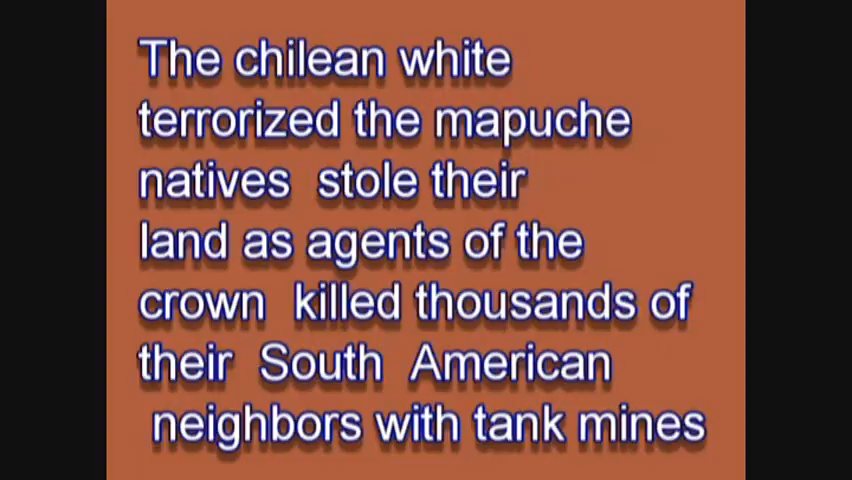 The chilean white
terrorized the mapuche
natives stole their
land as agents of the
crown killed thousands of
their South American
neighbors with tank mines